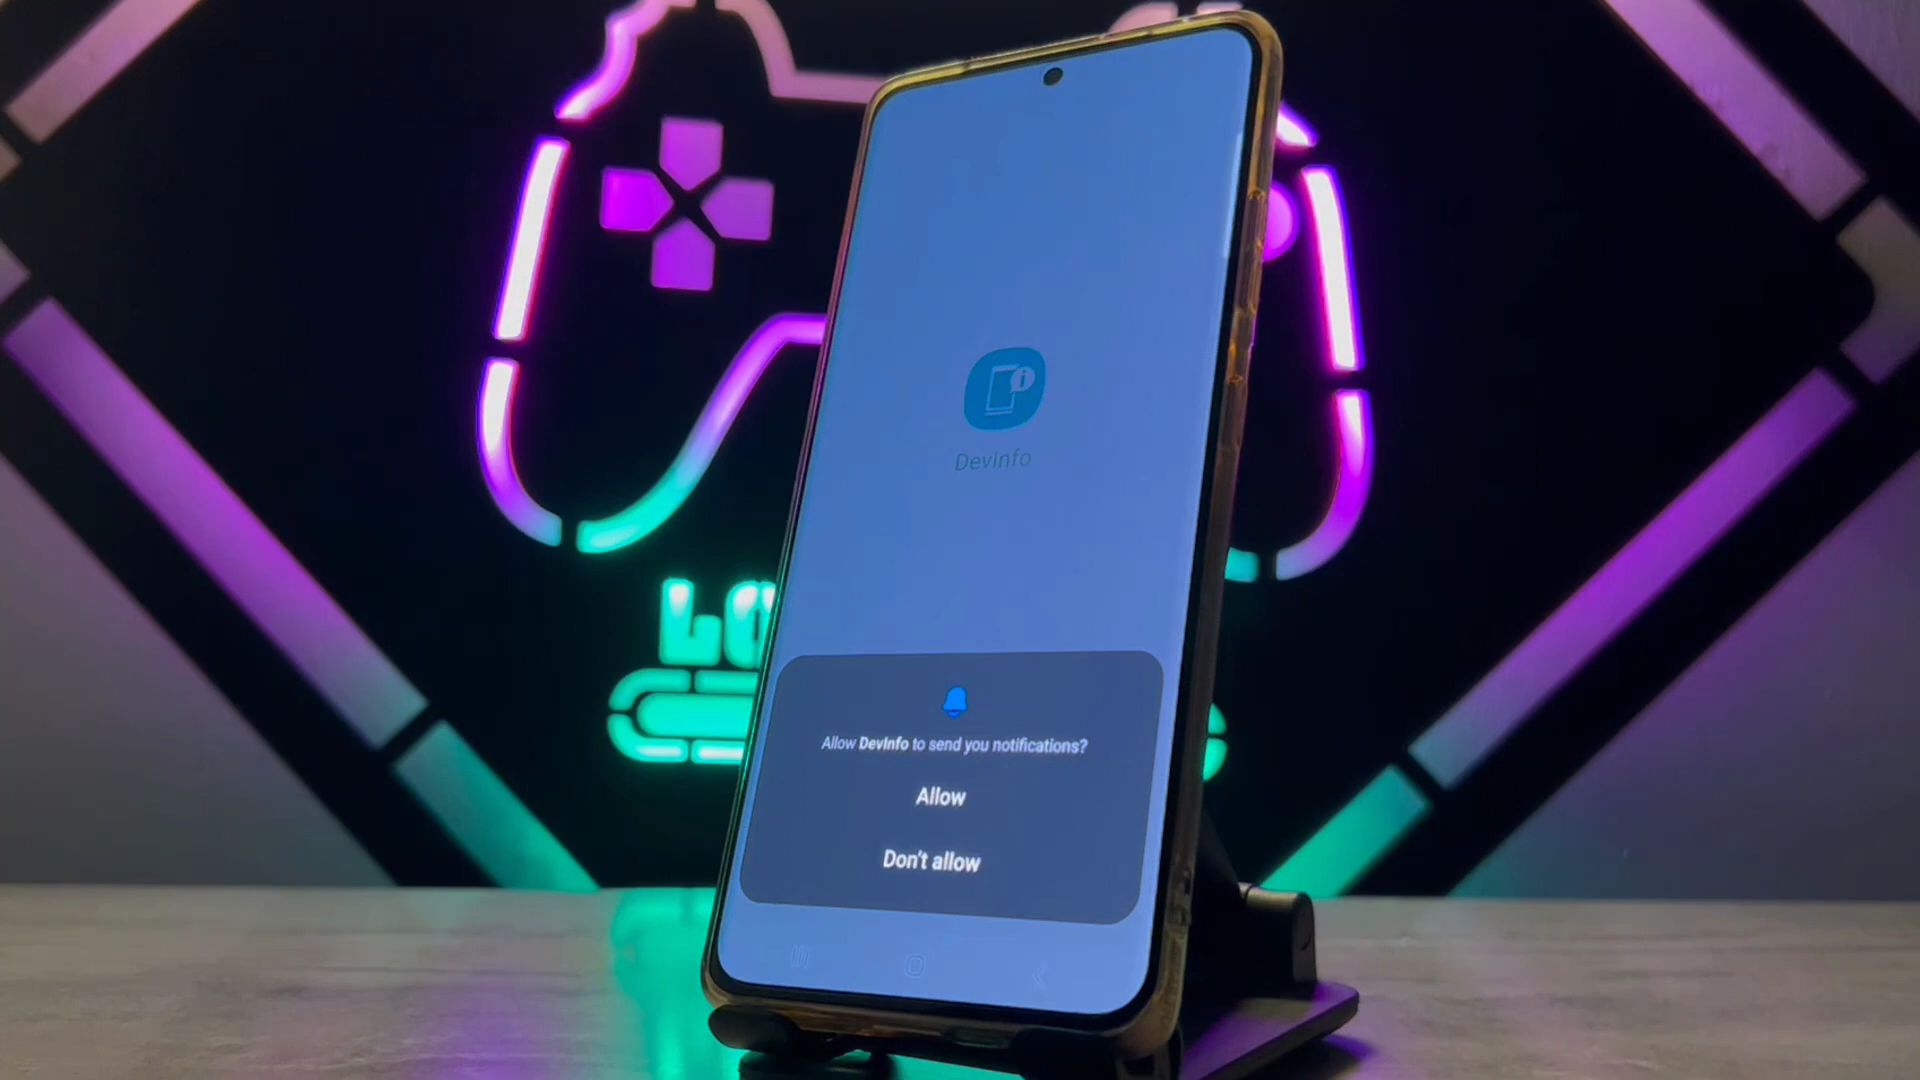 DevInfo
Allow DevInfo to send you notifications?
Allow
Don't allow